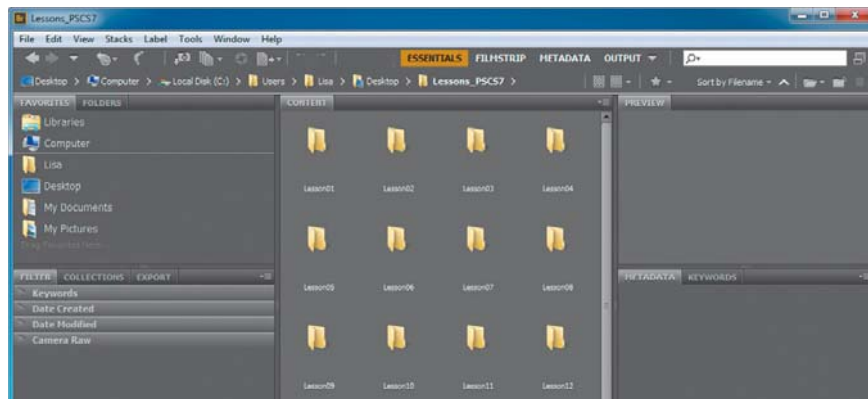 Br Lessons_PSCS7
File Edit View Stacks Label Tools Window Help
ESSENTIALS FILMSTRIP METADATA OUTPUT
Desktop > Computer > Local Disk (C:) > Users > Lisa > Desktop > Lessons_PSCS7 >
Sort by Filename
FAVORITES FOLDERS
Libraries
Computer
Lisa
Desktop
My Documents
My Pictures
FILTER COLLECTIONS EXPORT
Keywords
Date Created
Date Modified
Camera Raw
CONTENT
Lesson01 Lesson02 Lesson03 Lesson04
Lesson05 Lesson06 Lesson07 Lesson08
Lesson09 Lesson10 Lesson11 Lesson12
PREVIEW
METADATA KEYWORDS